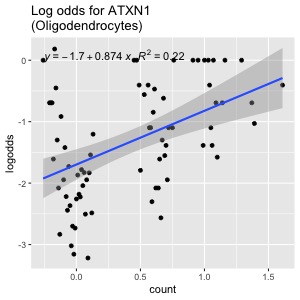 Log odds for ATXN1
(Oligodendrocytes)
y = −1.7 + 0.874 x, R² = 0.22
0
-1
-2
-3
logodds
0.0 0.5 1.0 1.5
count